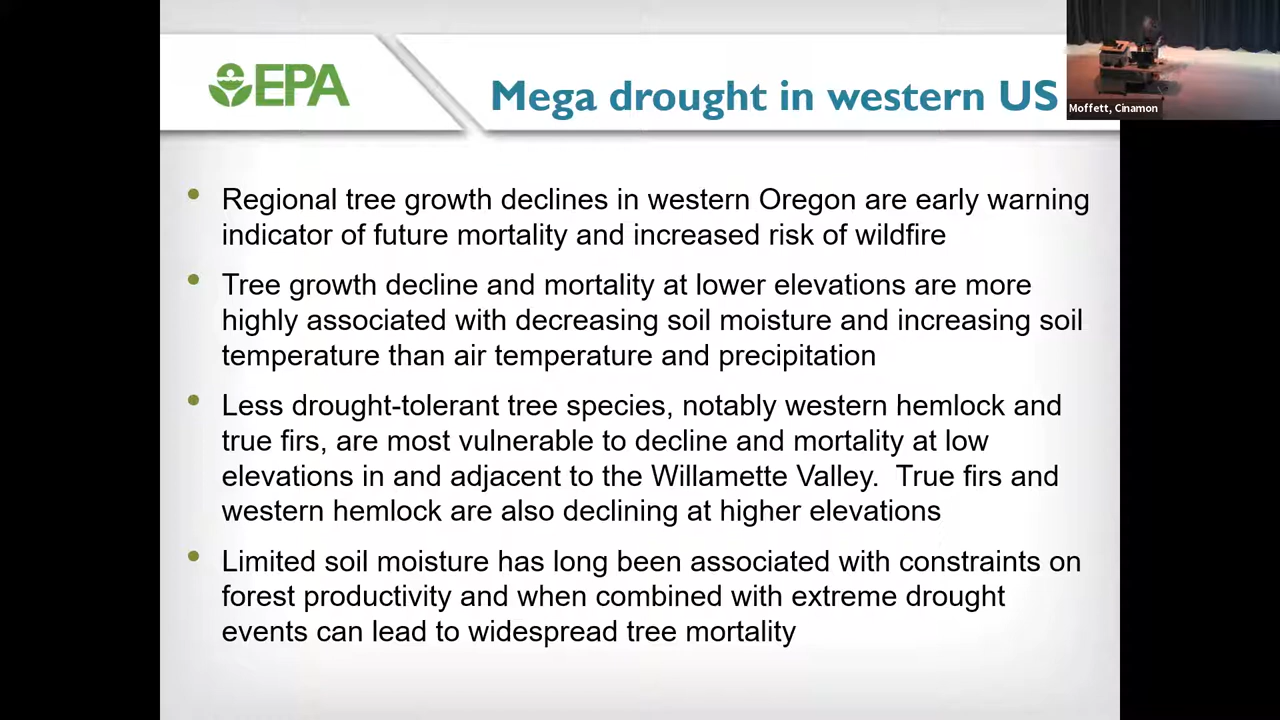 EPA
Mega drought in western US
Moffett, Cinamon
• Regional tree growth declines in western Oregon are early warning
indicator of future mortality and increased risk of wildfire
• Tree growth decline and mortality at lower elevations are more
highly associated with decreasing soil moisture and increasing soil
temperature than air temperature and precipitation
• Less drought-tolerant tree species, notably western hemlock and
true firs, are most vulnerable to decline and mortality at low
elevations in and adjacent to the Willamette Valley.  True firs and
western hemlock are also declining at higher elevations
• Limited soil moisture has long been associated with constraints on
forest productivity and when combined with extreme drought
events can lead to widespread tree mortality